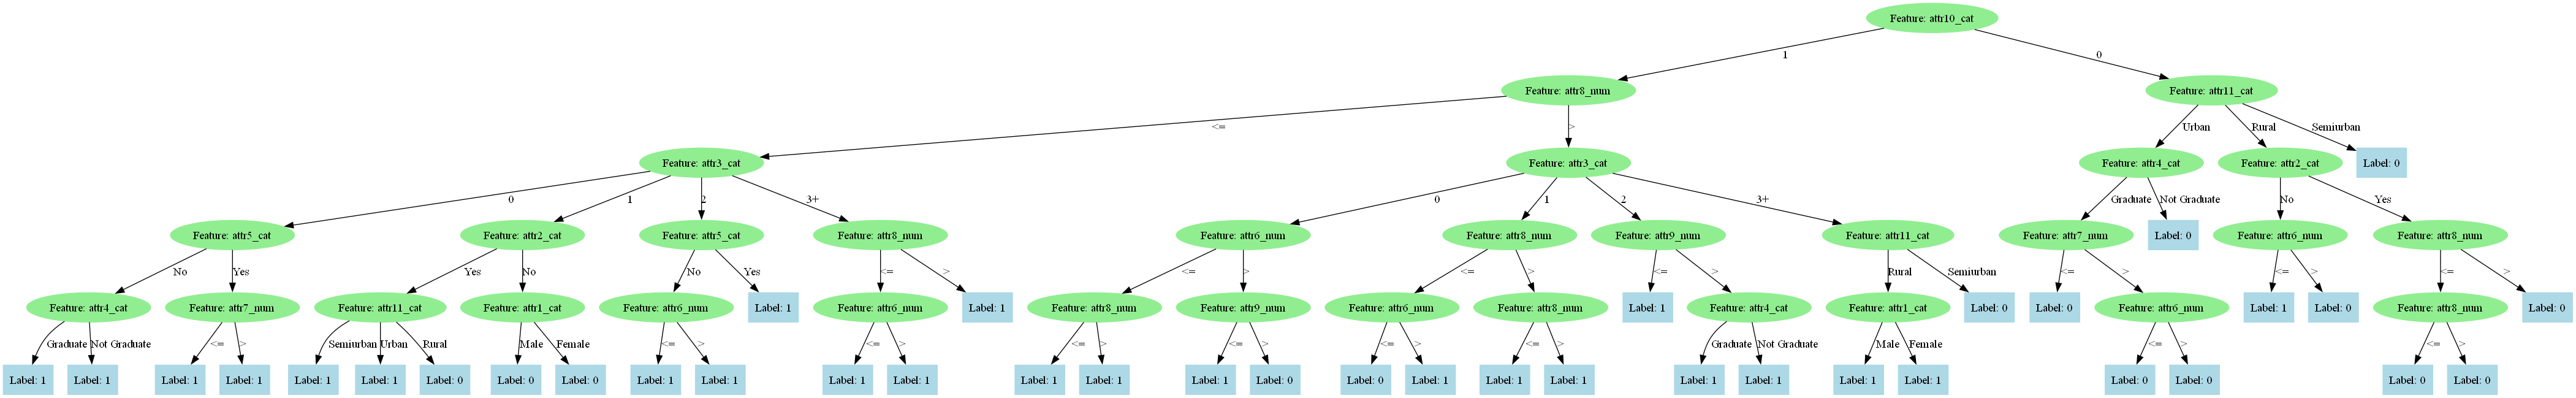 Feature: attr10_cat
1
0
Feature: attr8_num
Feature: attr11_cat
<=
>
Urban
Rural
Semiurban
Feature: attr3_cat
Feature: attr3_cat
Feature: attr4_cat
Feature: attr2_cat
Label: 0
0
1
2
3+
0
1
2
3+
Graduate
Not Graduate
No
Yes
Feature: attr5_cat
Feature: attr2_cat
Feature: attr5_cat
Feature: attr8_num
Feature: attr6_num
Feature: attr8_num
Feature: attr9_num
Feature: attr11_cat
Feature: attr7_num
Label: 0
Feature: attr6_num
Feature: attr8_num
No
Yes
Yes
No
No
Yes
<=
>
<=
>
<=
>
<=
>
Rural
Semiurban
<=
>
<=
>
<=
>
Feature: attr4_cat
Feature: attr7_num
Feature: attr11_cat
Feature: attr1_cat
Feature: attr6_num
Label: 1
Feature: attr6_num
Label: 1
Feature: attr8_num
Feature: attr9_num
Feature: attr6_num
Feature: attr8_num
Label: 1
Feature: attr4_cat
Feature: attr1_cat
Label: 0
Label: 0
Feature: attr6_num
Label: 1
Label: 0
Feature: attr8_num
Label: 0
Graduate
Not Graduate
<=
>
Semiurban
Urban
Rural
Male
Female
<=
>
<=
>
<=
>
<=
>
<=
>
<=
>
Graduate
Not Graduate
Male
Female
<=
>
<=
>
Label: 1
Label: 1
Label: 1
Label: 1
Label: 1
Label: 1
Label: 0
Label: 0
Label: 0
Label: 1
Label: 1
Label: 1
Label: 1
Label: 1
Label: 1
Label: 1
Label: 0
Label: 0
Label: 1
Label: 1
Label: 1
Label: 1
Label: 1
Label: 1
Label: 1
Label: 0
Label: 0
Label: 0
Label: 0